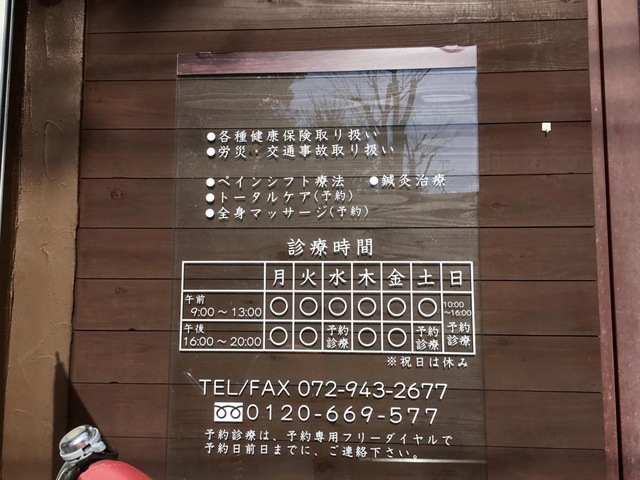 ●各種健康保険取り扱い
●労災・交通事故取り扱い
●ペインシフト療法 ●鍼灸治療
●トータルケア(予約)
●全身マッサージ(予約)
診療時間
月 火 水 木 金 土 日
午前 9:00〜13:00 ○ ○ ○ ○ ○ ○ 10:00〜16:00
午後 16:00〜20:00 ○ ○ 予約診療 ○ ○ 予約診療 予約診療
※祝日は休み
TEL/FAX 072-943-2677
0120-669-577
予約診療は、予約専用フリーダイヤルで
予約日前日までに、ご連絡下さい。